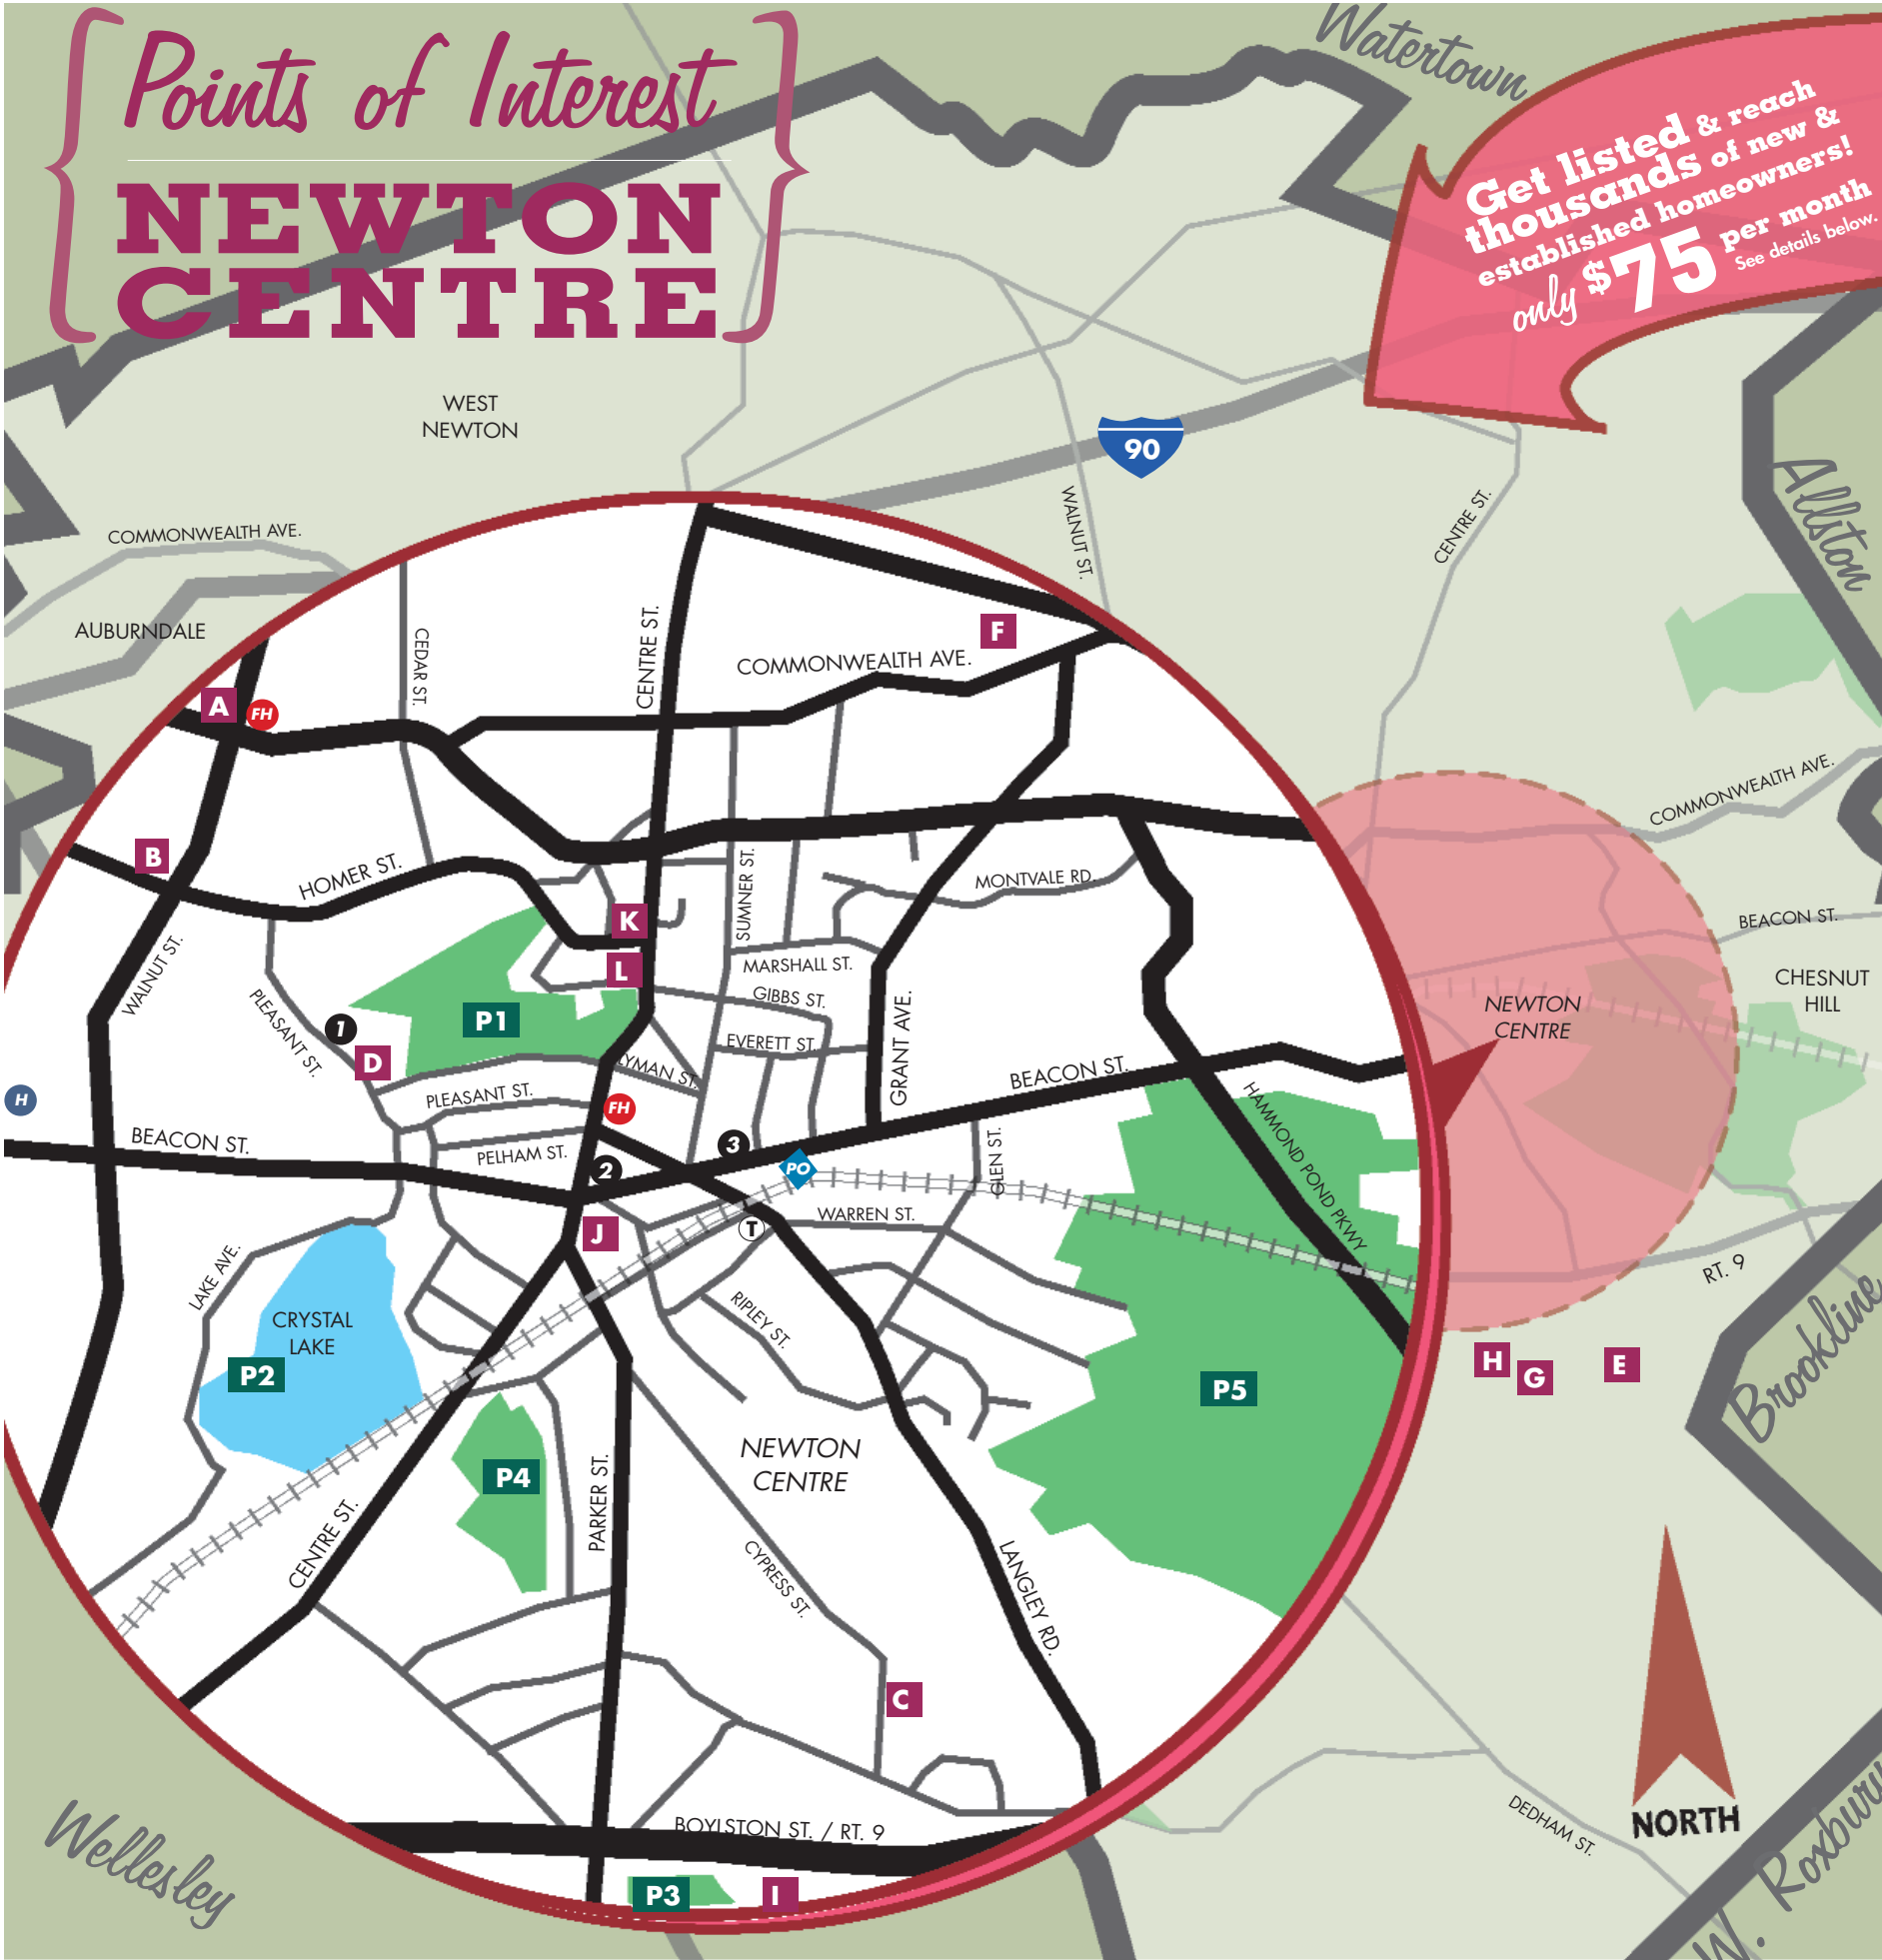 Points of Interest
NEWTON
CENTRE
Watertown
Get listed & reach
thousands of new &
established homeowners!
only $75 per month
See details below.
WEST
NEWTON
90
Allston
COMMONWEALTH AVE.
WALNUT ST.
CENTRE ST.
AUBURNDALE
CEDAR ST.
CENTRE ST.
F
COMMONWEALTH AVE.
A
FH
COMMONWEALTH AVE.
B
HOMER ST.
SUMNER ST.
MONTVALE RD.
K
BEACON ST.
WALNUT ST.
L
MARSHALL ST.
CHESNUT
HILL
PLEASANT ST.
GIBBS ST.
NEWTON
CENTRE
P1
1
D
EVERETT ST.
GRANT AVE.
LYMAN ST.
BEACON ST.
H
PLEASANT ST.
FH
HAMMOND POND PKWY
BEACON ST.
PELHAM ST.
3
2
PO
GLEN ST.
J
T
WARREN ST.
LAKE AVE.
RT. 9
CRYSTAL
LAKE
RIPLEY ST.
P2
P5
H
G
E
Brookline
NEWTON
CENTRE
P4
PARKER ST.
CENTRE ST.
CYPRESS ST.
LANGLEY RD.
C
NORTH
DEDHAM ST.
BOYLSTON ST. / RT. 9
Wellesley
P3
I
W. Roxbury